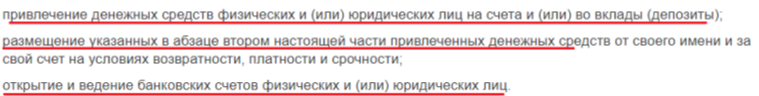 привлечение денежных средств физических и (или) юридических лиц на счета и (или) во вклады (депозиты);
размещение указанных в абзаце втором настоящей части привлеченных денежных средств от своего имени и за
свой счет на условиях возвратности, платности и срочности;
открытие и ведение банковских счетов физических и (или) юридических лиц.